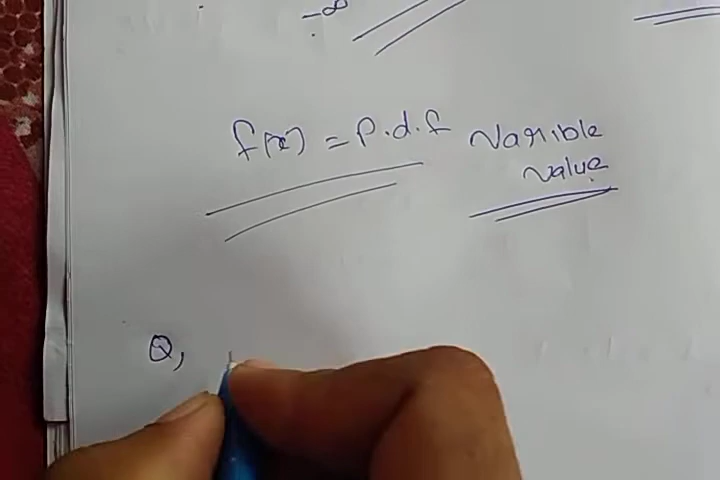 -∞
f(x) = P.d.f Varible
value
Q,